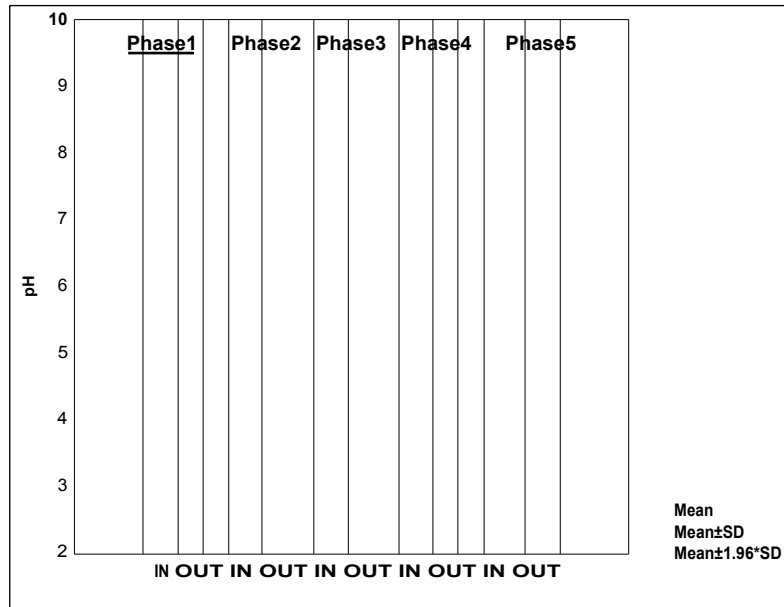 10
Phase1 Phase2 Phase3 Phase4 Phase5
9
8
7
6
5
4
3
2
pH
IN OUT IN OUT IN OUT IN OUT IN OUT
Mean
Mean±SD
Mean±1.96*SD